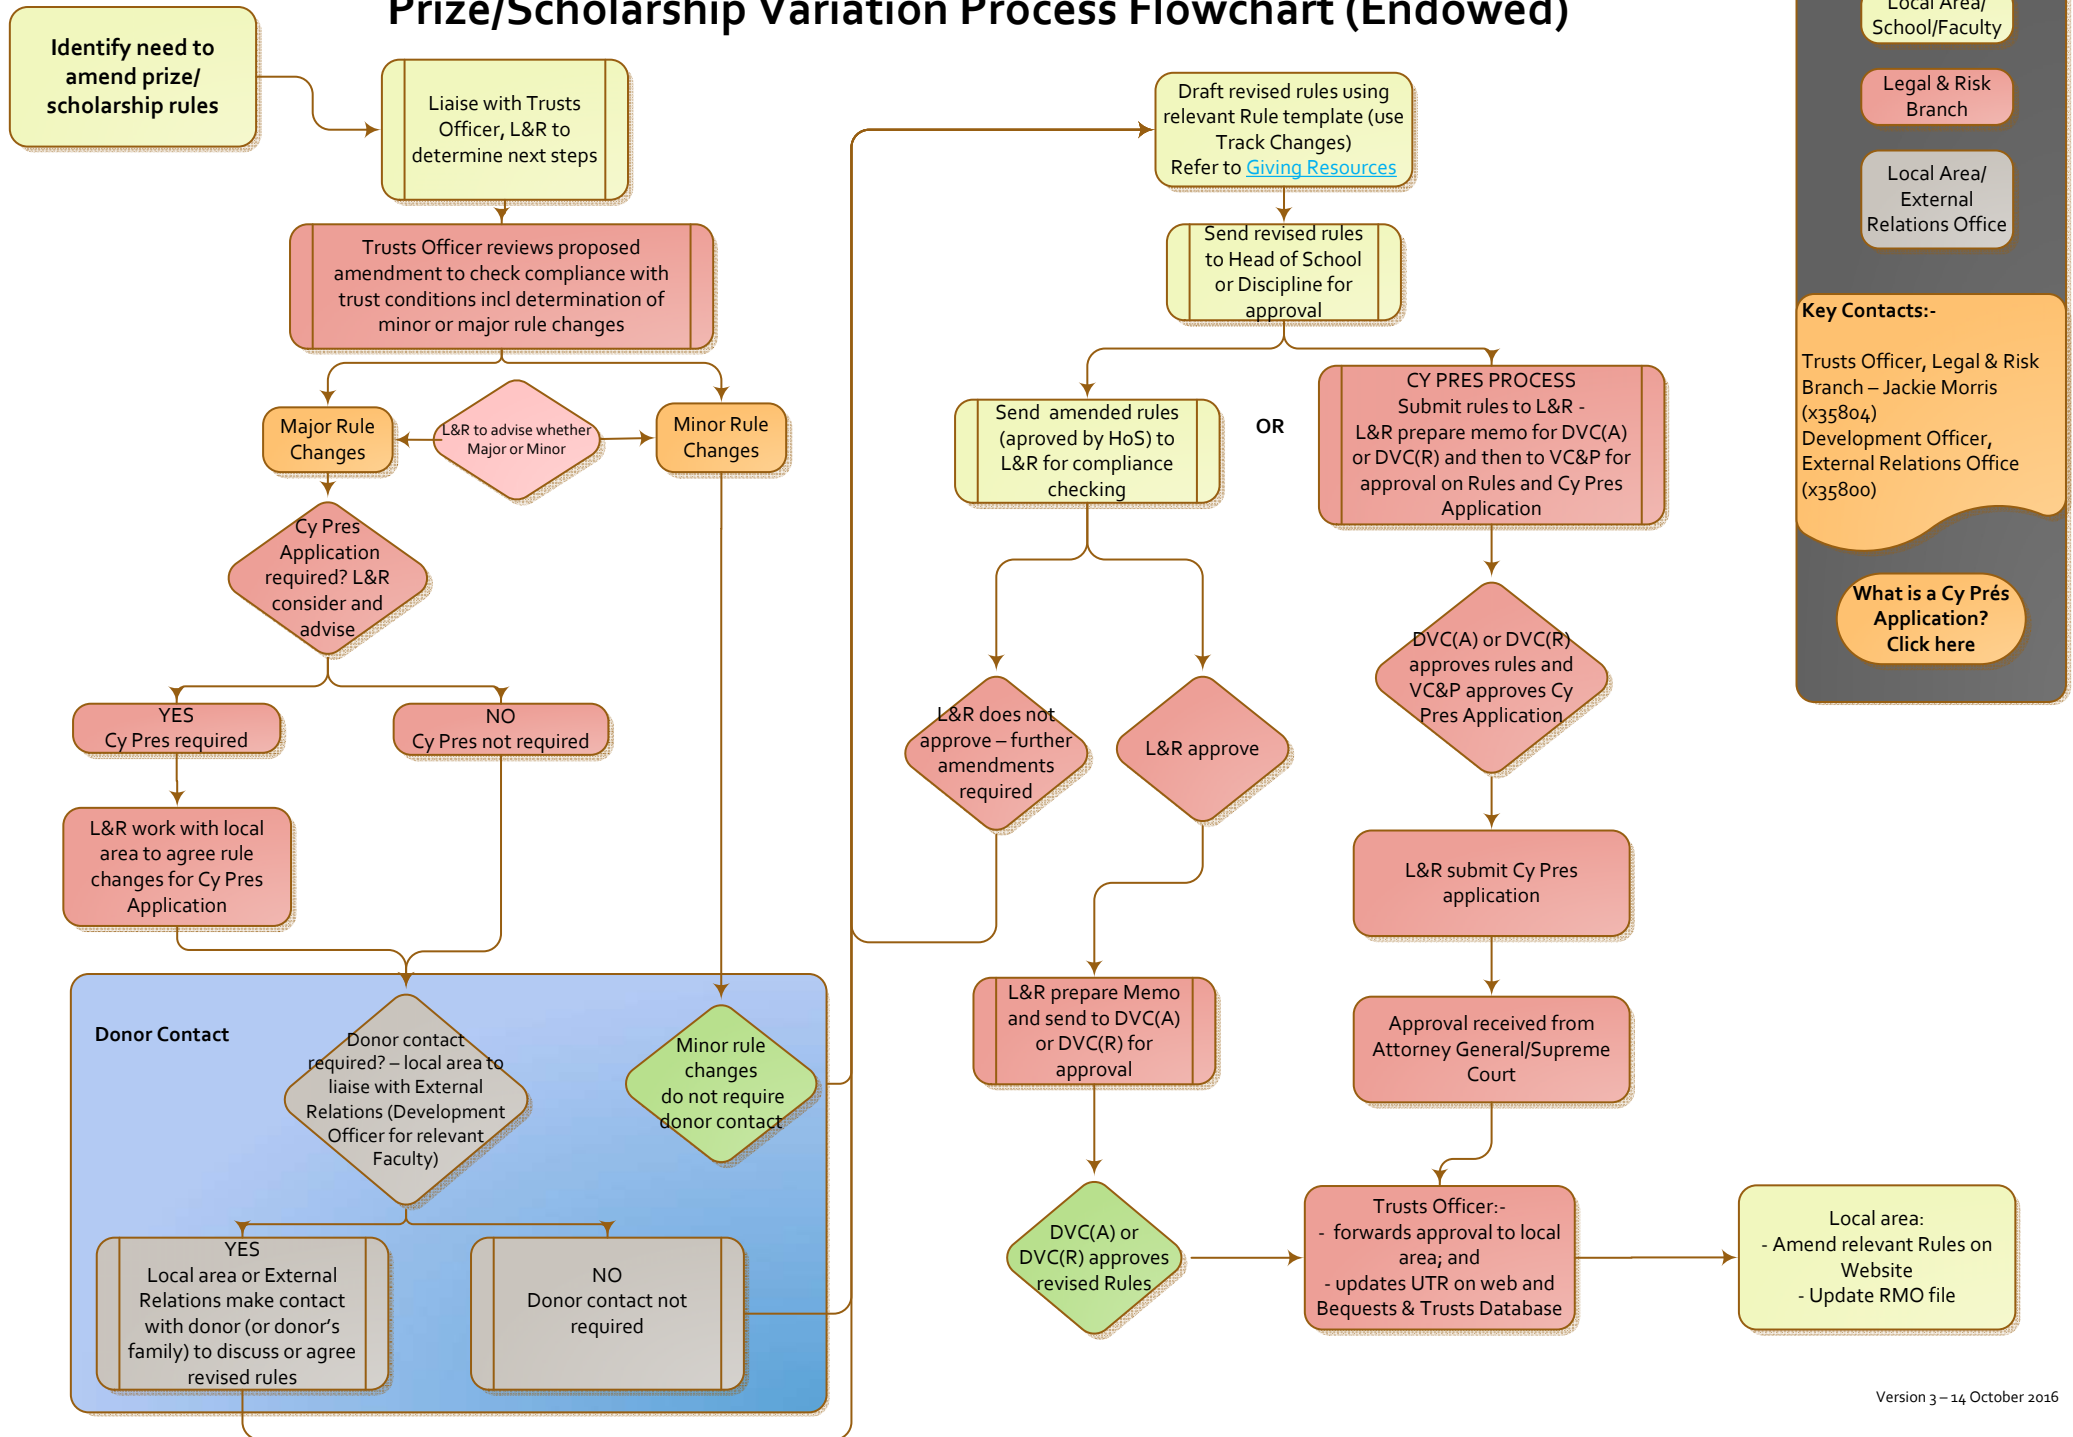 Prize/Scholarship Variation Process Flowchart (Endowed)
Identify need to
amend prize/
scholarship rules
Liaise with Trusts
Officer, L&R to
determine next steps
Trusts Officer reviews proposed
amendment to check compliance with
trust conditions incl determination of
minor or major rule changes
Major Rule
Changes
L&R to advise whether
Major or Minor
Minor Rule
Changes
Cy Pres
Application
required? L&R
consider and
advise
YES
Cy Pres required
NO
Cy Pres not required
L&R work with local
area to agree rule
changes for Cy Pres
Application
Donor Contact
Donor contact
required? – local area to
liaise with External
Relations (Development
Officer for relevant
Faculty)
Minor rule
changes
do not require
donor contact
YES
Local area or External
Relations make contact
with donor (or donor's
family) to discuss or agree
revised rules
NO
Donor contact not
required
Draft revised rules using
relevant Rule template (use
Track Changes)
Refer to Giving Resources
Send revised rules
to Head of School
or Discipline for
approval
Send  amended rules
(aproved by HoS) to
L&R for compliance
checking
OR
CY PRES PROCESS
Submit rules to L&R -
L&R prepare memo for DVC(A)
or DVC(R) and then to VC&P for
approval on Rules and Cy Pres
Application
L&R does not
approve – further
amendments
required
L&R approve
DVC(A) or DVC(R)
approves rules and
VC&P approves Cy
Pres Application
L&R submit Cy Pres
application
L&R prepare Memo
and send to DVC(A)
or DVC(R) for
approval
Approval received from
Attorney General/Supreme
Court
DVC(A) or
DVC(R) approves
revised Rules
Trusts Officer:-
-  forwards approval to local
area; and
- updates UTR on web and
Bequests & Trusts Database
Local area:
- Amend relevant Rules on
Website
- Update RMO file
Local Area/
School/Faculty
Legal & Risk
Branch
Local Area/
External
Relations Office
Key Contacts:-
Trusts Officer, Legal & Risk
Branch – Jackie Morris
(x35804)
Development Officer,
External Relations Office
(x35800)
What is a Cy Prés
Application?
Click here
Version 3 – 14 October 2016